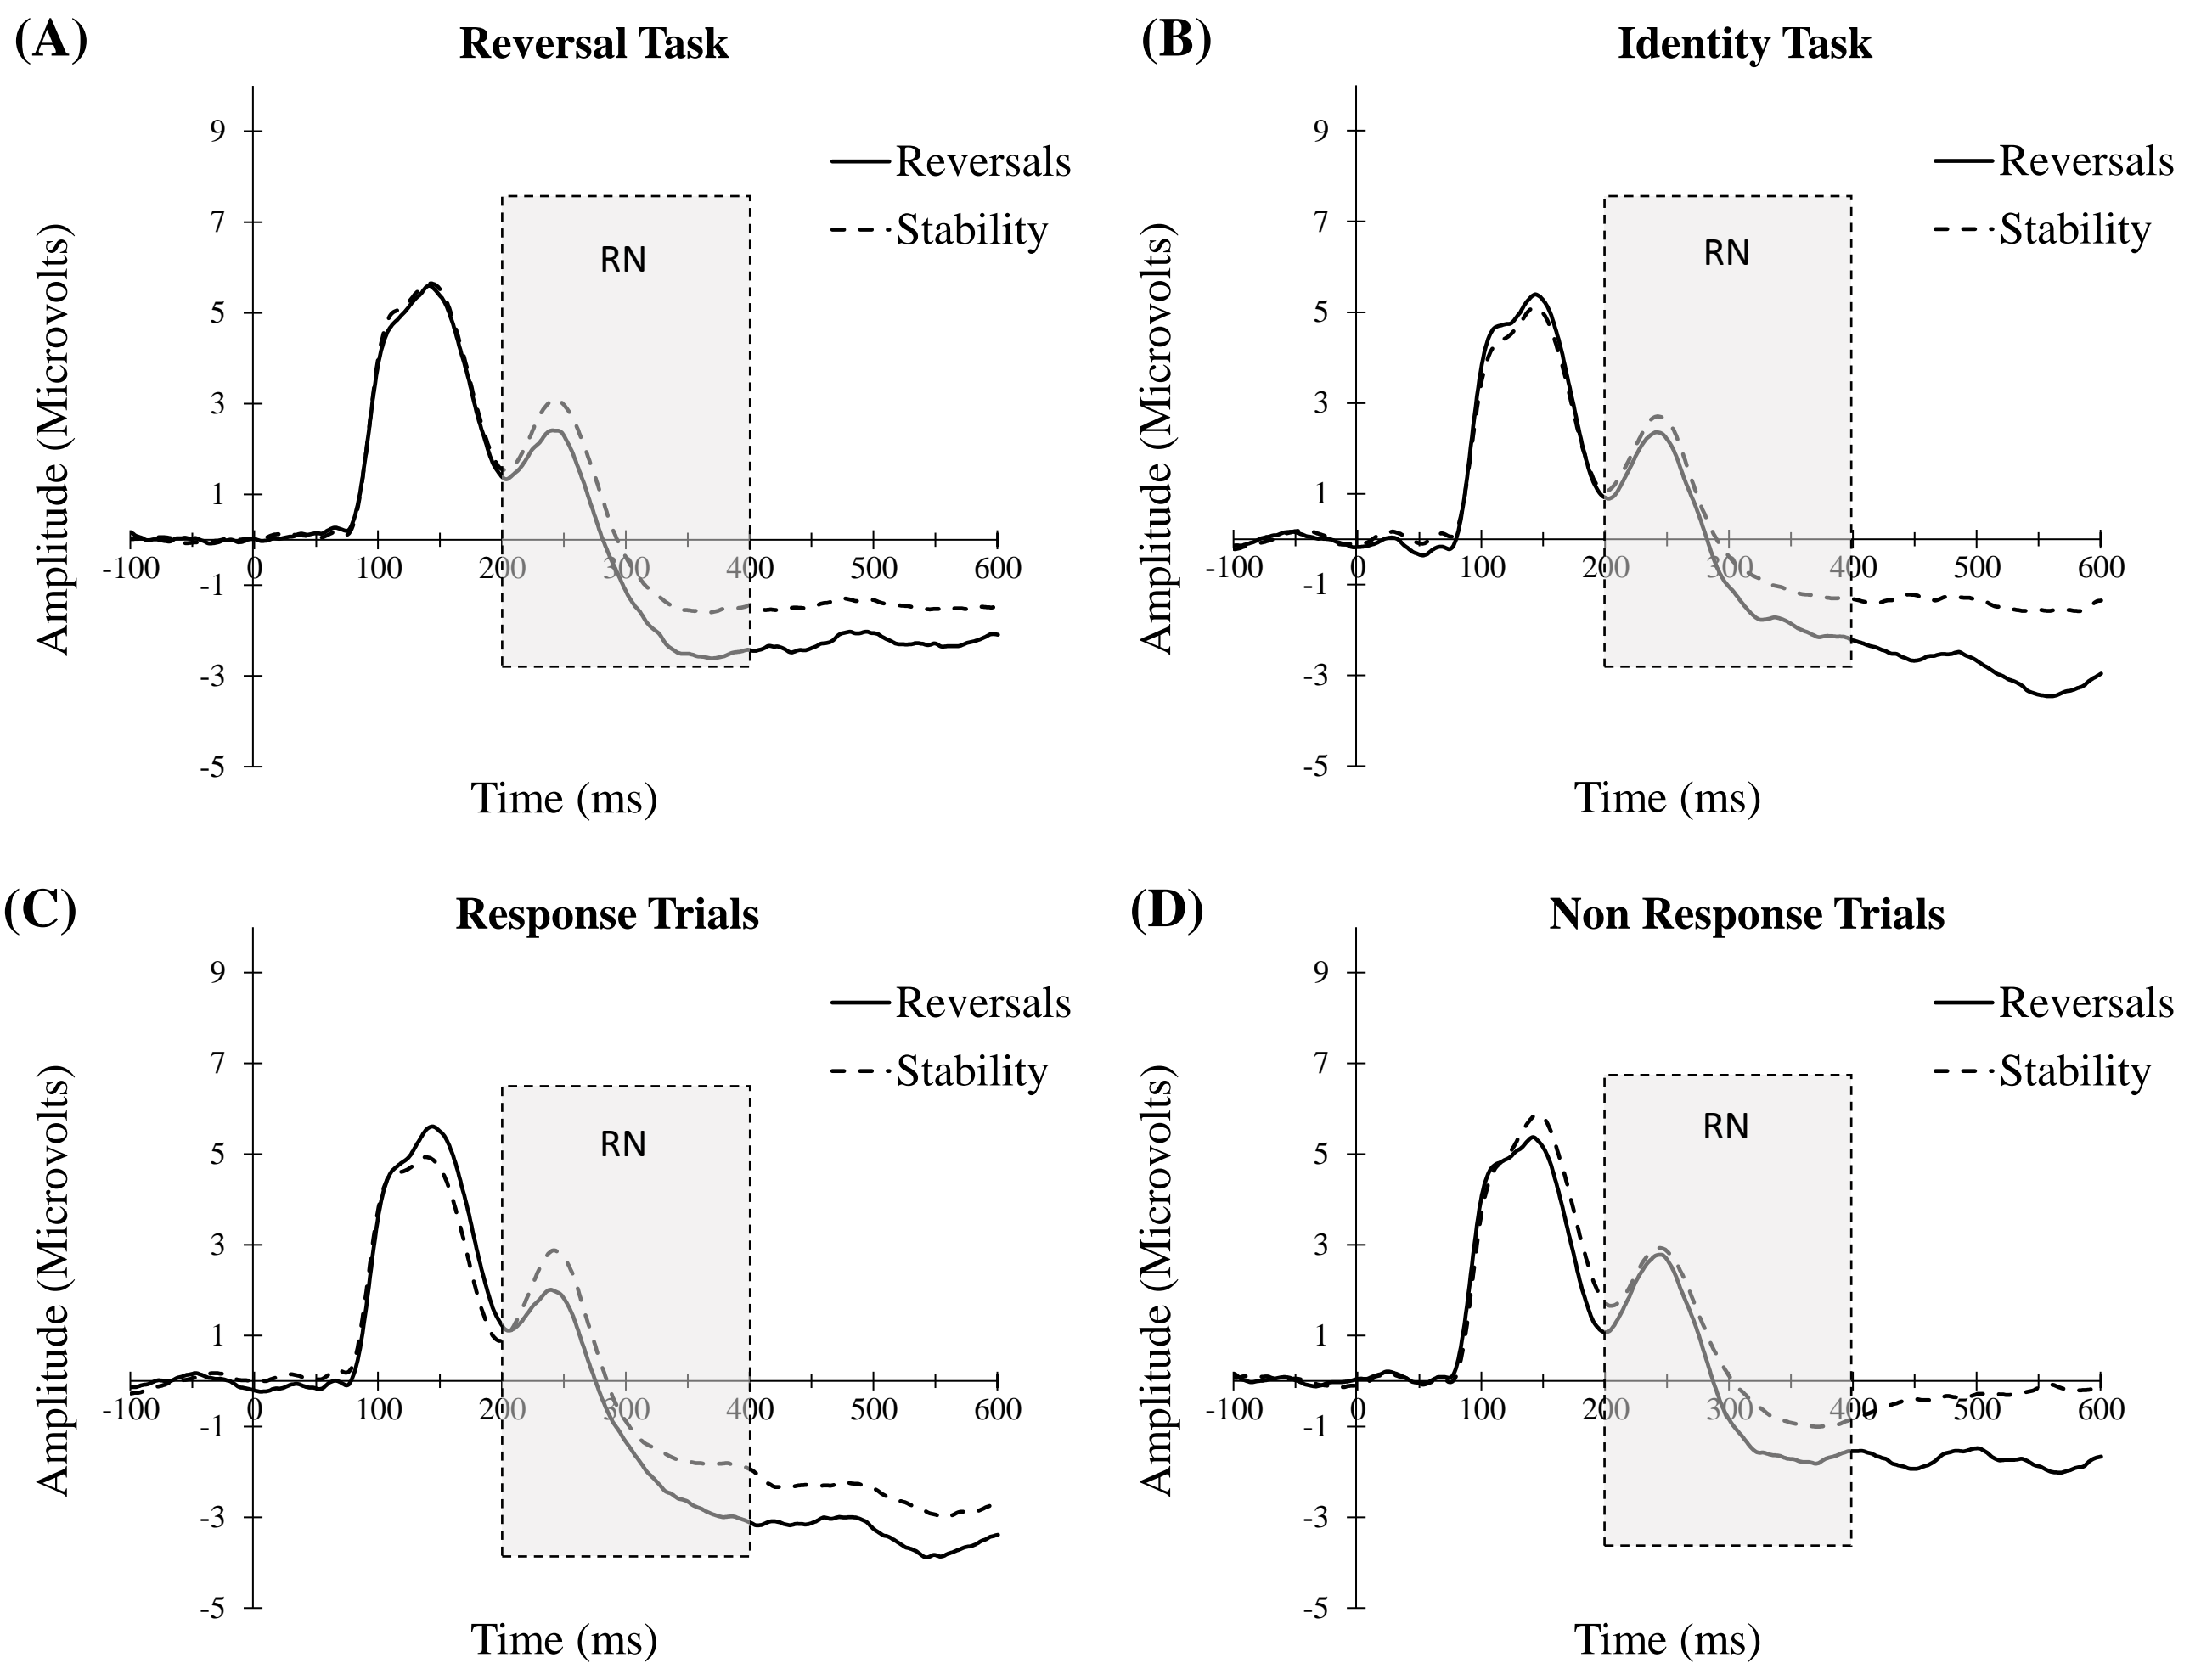 (A)
Reversal Task
Amplitude (Microvolts)
9
7
5
3
1
-1
-3
-5
-100 0 100 200 300 400 500 600
Time (ms)
RN
Reversals
Stability
(B)
Identity Task
Amplitude (Microvolts)
9
7
5
3
1
-1
-3
-5
-100 0 100 200 300 400 500 600
Time (ms)
RN
Reversals
Stability
(C)
Response Trials
Amplitude (Microvolts)
9
7
5
3
1
-1
-3
-5
-100 0 100 200 300 400 500 600
Time (ms)
RN
Reversals
Stability
(D)
Non Response Trials
Amplitude (Microvolts)
9
7
5
3
1
-1
-3
-5
-100 0 100 200 300 400 500 600
Time (ms)
RN
Reversals
Stability